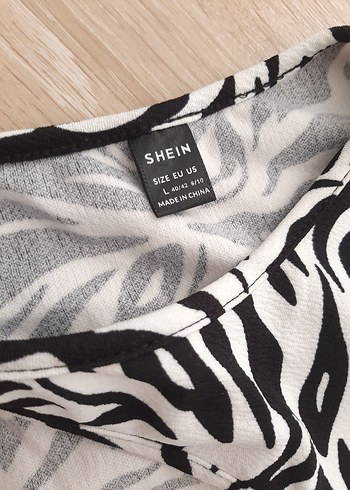 SHEIN
SIZE EU US
L 40/42 8/10
MADE IN CHINA